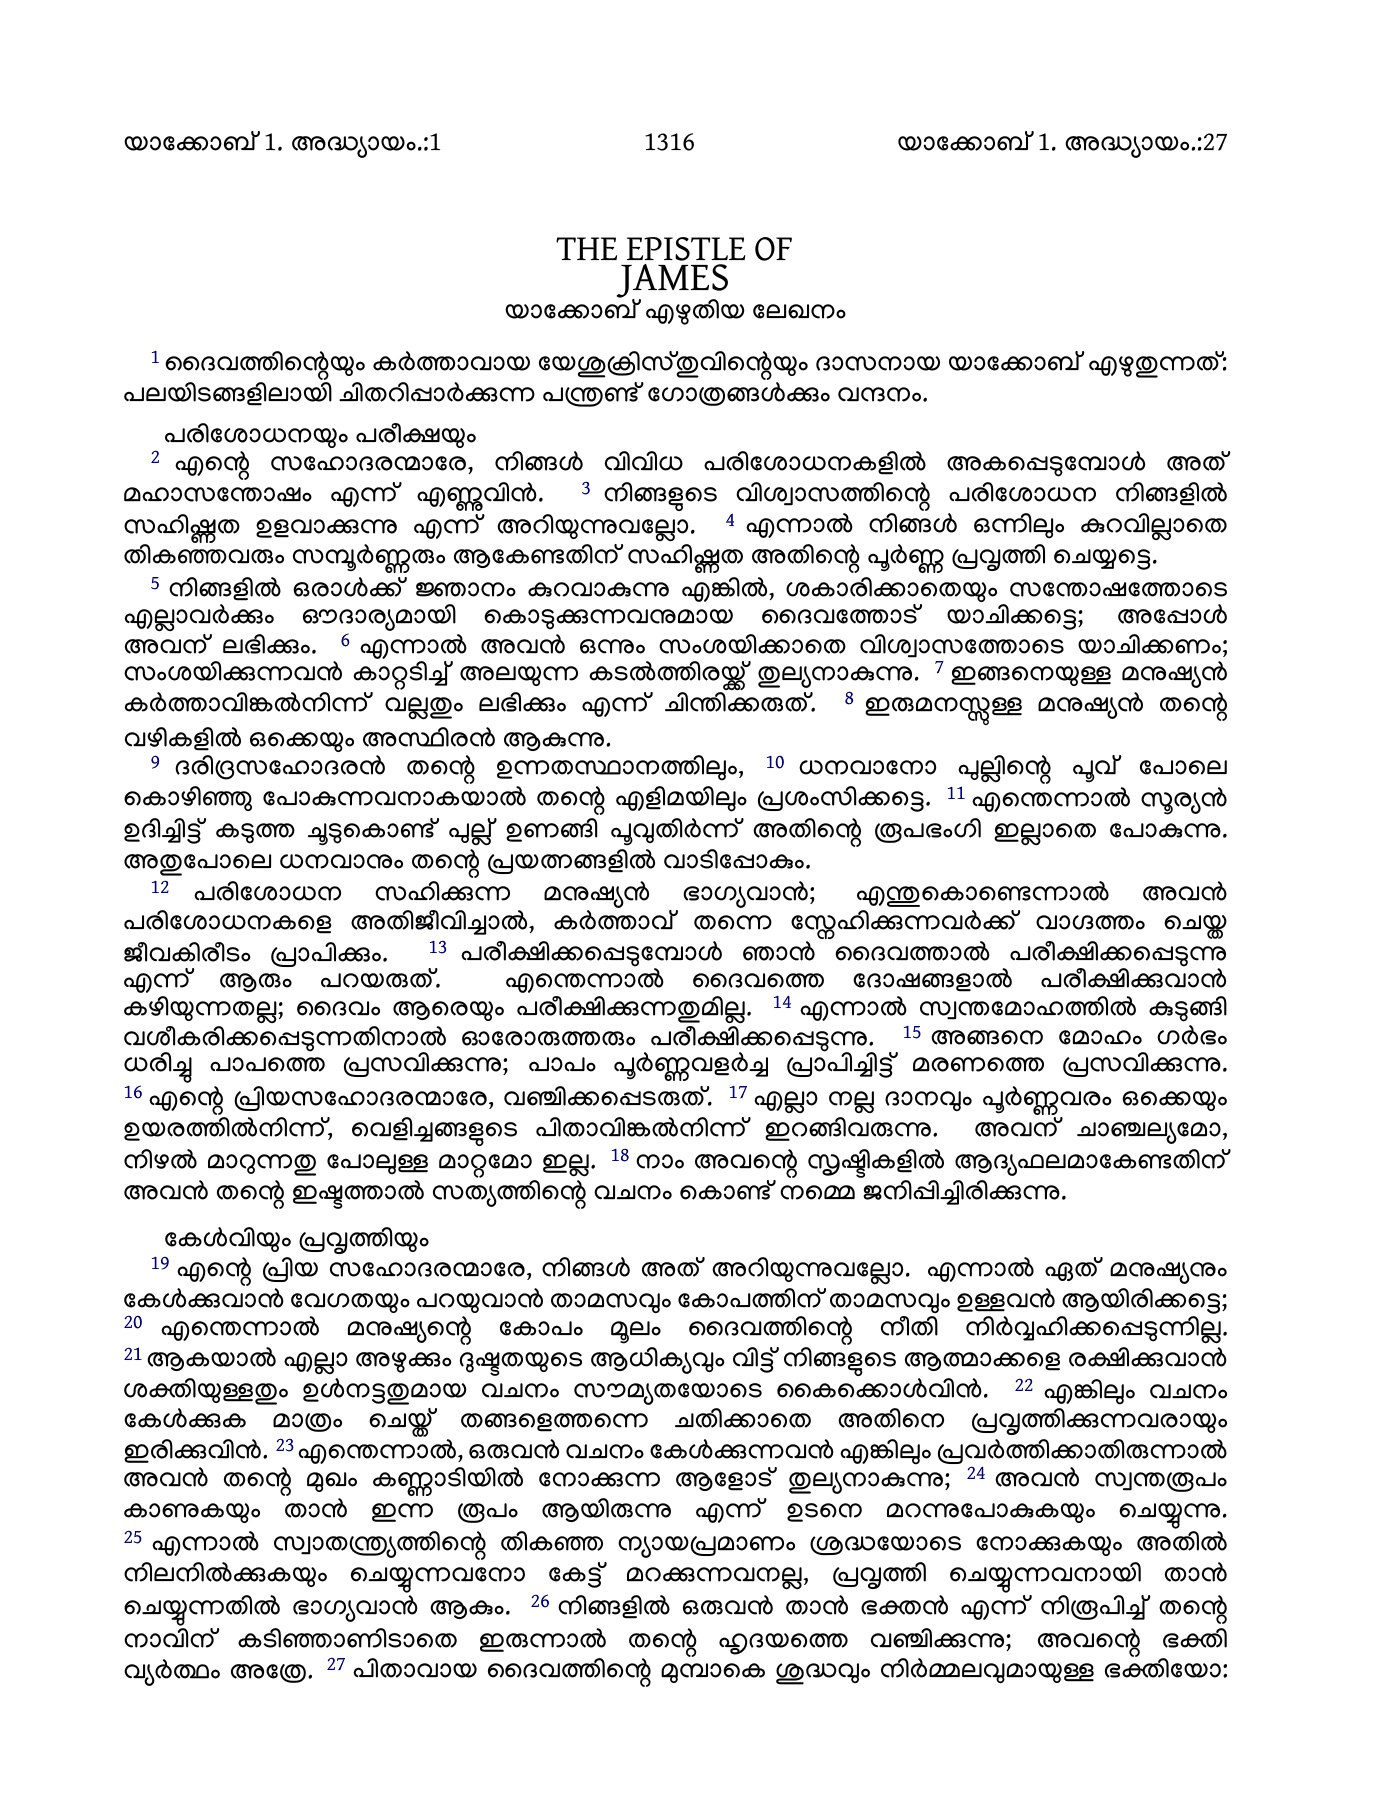 യാക്കോബ് 1. അദ്ധ്യായം.:1 1316 യാക്കോബ് 1. അദ്ധ്യായം.:27
THE EPISTLE OF
JAMES
യാക്കോബ് എഴുതിയ ലേഖനം
1 ദൈവത്തിന്റെയും കർത്താവായ യേശുക്രിസ്തുവിന്റെയും ദാസനായ യാക്കോബ് എഴുതുന്നത്:
പലയിടങ്ങളിലായി ചിതറിപ്പാർക്കുന്ന പന്ത്രണ്ട് ഗോത്രങ്ങൾക്കും വന്ദനം.
പരിശോധനയും പരീക്ഷയും
2 എന്റെ സഹോദരന്മാരേ, നിങ്ങൾ വിവിധ പരിശോധനകളിൽ അകപ്പെടുമ്പോൾ അത്
മഹാസന്തോഷം എന്ന് എണ്ണുവിൻ. 3 നിങ്ങളുടെ വിശ്വാസത്തിന്റെ പരിശോധന നിങ്ങളിൽ
സഹിഷ്ണത ഉളവാക്കുന്നു എന്ന് അറിയുന്നുവല്ലോ. 4 എന്നാൽ നിങ്ങൾ ഒന്നിലും കുറവില്ലാതെ
തികഞ്ഞവരും സമ്പൂർണ്ണരും ആകേണ്ടതിന് സഹിഷ്ണത അതിന്റെ പൂർണ്ണ പ്രവൃത്തി ചെയ്യട്ടെ.
5 നിങ്ങളിൽ ഒരാൾക്ക് ജ്ഞാനം കുറവാകുന്നു എങ്കിൽ, ശകാരിക്കാതെയും സന്തോഷത്തോടെ
എല്ലാവർക്കും ഔദാര്യമായി കൊടുക്കുന്നവനുമായ ദൈവത്തോട് യാചിക്കട്ടെ; അപ്പോൾ
അവന് ലഭിക്കും. 6 എന്നാൽ അവൻ ഒന്നും സംശയിക്കാതെ വിശ്വാസത്തോടെ യാചിക്കണം;
സംശയിക്കുന്നവൻ കാറ്റടിച്ച് അലയുന്ന കടൽത്തിരയ്ക്ക് തുല്യനാകുന്നു. 7 ഇങ്ങനെയുള്ള മനുഷ്യൻ
കർത്താവിങ്കൽനിന്ന് വല്ലതും ലഭിക്കും എന്ന് ചിന്തിക്കരുത്. 8 ഇരുമനസ്സുള്ള മനുഷ്യൻ തന്റെ
വഴികളിൽ ഒക്കെയും അസ്ഥിരൻ ആകുന്നു.
9 ദരിദ്രസഹോദരൻ തന്റെ ഉന്നതസ്ഥാനത്തിലും, 10 ധനവാനോ പുല്ലിന്റെ പൂവ് പോലെ
കൊഴിഞ്ഞു പോകുന്നവനാകയാൽ തന്റെ എളിമയിലും പ്രശംസിക്കട്ടെ. 11 എന്തെന്നാൽ സൂര്യൻ
ഉദിച്ചിട്ട് കടുത്ത ചൂടുകൊണ്ട് പുല്ല് ഉണങ്ങി പൂവുതിർന്ന് അതിന്റെ രൂപഭംഗി ഇല്ലാതെ പോകുന്നു.
അതുപോലെ ധനവാനും തന്റെ പ്രയത്നങ്ങളിൽ വാടിപ്പോകും.
12 പരിശോധന സഹിക്കുന്ന മനുഷ്യൻ ഭാഗ്യവാൻ; എന്തുകൊണ്ടെന്നാൽ അവൻ
പരിശോധനകളെ അതിജീവിച്ചാൽ, കർത്താവ് തന്നെ സ്നേഹിക്കുന്നവർക്ക് വാഗ്ദത്തം ചെയ്ത
ജീവകിരീടം പ്രാപിക്കും. 13 പരീക്ഷിക്കപ്പെടുമ്പോൾ ഞാൻ ദൈവത്താൽ പരീക്ഷിക്കപ്പെടുന്നു
എന്ന് ആരും പറയരുത്. എന്തെന്നാൽ ദൈവത്തെ ദോഷങ്ങളാൽ പരീക്ഷിക്കുവാൻ
കഴിയുന്നതല്ല; ദൈവം ആരെയും പരീക്ഷിക്കുന്നതുമില്ല. 14 എന്നാൽ സ്വന്തമോഹത്തിൽ കുടുങ്ങി
വശീകരിക്കപ്പെടുന്നതിനാൽ ഓരോരുത്തരും പരീക്ഷിക്കപ്പെടുന്നു. 15 അങ്ങനെ മോഹം ഗർഭം
ധരിച്ചു പാപത്തെ പ്രസവിക്കുന്നു; പാപം പൂർണ്ണവളർച്ച പ്രാപിച്ചിട്ട് മരണത്തെ പ്രസവിക്കുന്നു.
16 എന്റെ പ്രിയസഹോദരന്മാരേ, വഞ്ചിക്കപ്പെടരുത്. 17 എല്ലാ നല്ല ദാനവും പൂർണ്ണവരം ഒക്കെയും
ഉയരത്തിൽനിന്ന്, വെളിച്ചങ്ങളുടെ പിതാവിങ്കൽനിന്ന് ഇറങ്ങിവരുന്നു. അവന് ചാഞ്ചല്യമോ,
നിഴൽ മാറുന്നതു പോലുള്ള മാറ്റമോ ഇല്ല. 18 നാം അവന്റെ സൃഷ്ടികളിൽ ആദ്യഫലമാകേണ്ടതിന്
അവൻ തന്റെ ഇഷ്ടത്താൽ സത്യത്തിന്റെ വചനം കൊണ്ട് നമ്മെ ജനിപ്പിച്ചിരിക്കുന്നു.
കേൾവിയും പ്രവൃത്തിയും
19 എന്റെ പ്രിയ സഹോദരന്മാരേ, നിങ്ങൾ അത് അറിയുന്നുവല്ലോ. എന്നാൽ ഏത് മനുഷ്യനും
കേൾക്കുവാൻ വേഗതയും പറയുവാൻ താമസവും കോപത്തിന് താമസവും ഉള്ളവൻ ആയിരിക്കട്ടെ;
20 എന്തെന്നാൽ മനുഷ്യന്റെ കോപം മൂലം ദൈവത്തിന്റെ നീതി നിർവ്വഹിക്കപ്പെടുന്നില്ല.
21 ആകയാൽ എല്ലാ അഴുക്കും ദുഷ്ടതയുടെ ആധിക്യവും വിട്ട് നിങ്ങളുടെ ആത്മാക്കളെ രക്ഷിക്കുവാൻ
ശക്തിയുള്ളതും ഉൾനട്ടതുമായ വചനം സൗമ്യതയോടെ കൈക്കൊൾവിൻ. 22 എങ്കിലും വചനം
കേൾക്കുക മാത്രം ചെയ്ത് തങ്ങളെത്തന്നെ ചതിക്കാതെ അതിനെ പ്രവൃത്തിക്കുന്നവരായും
ഇരിക്കുവിൻ. 23 എന്തെന്നാൽ, ഒരുവൻ വചനം കേൾക്കുന്നവൻ എങ്കിലും പ്രവർത്തിക്കാതിരുന്നാൽ
അവൻ തന്റെ മുഖം കണ്ണാടിയിൽ നോക്കുന്ന ആളോട് തുല്യനാകുന്നു; 24 അവൻ സ്വന്തരൂപം
കാണുകയും താൻ ഇന്ന രൂപം ആയിരുന്നു എന്ന് ഉടനെ മറന്നുപോകുകയും ചെയ്യുന്നു.
25 എന്നാൽ സ്വാതന്ത്ര്യത്തിന്റെ തികഞ്ഞ ന്യായപ്രമാണം ശ്രദ്ധയോടെ നോക്കുകയും അതിൽ
നിലനിൽക്കുകയും ചെയ്യുന്നവനോ കേട്ട് മറക്കുന്നവനല്ല, പ്രവൃത്തി ചെയ്യുന്നവനായി താൻ
ചെയ്യുന്നതിൽ ഭാഗ്യവാൻ ആകും. 26 നിങ്ങളിൽ ഒരുവൻ താൻ ഭക്തൻ എന്ന് നിരൂപിച്ച് തന്റെ
നാവിന് കടിഞ്ഞാണിടാതെ ഇരുന്നാൽ തന്റെ ഹൃദയത്തെ വഞ്ചിക്കുന്നു; അവന്റെ ഭക്തി
വ്യർത്ഥം അത്രേ. 27 പിതാവായ ദൈവത്തിന്റെ മുമ്പാകെ ശുദ്ധവും നിർമ്മലവുമായുള്ള ഭക്തിയോ: